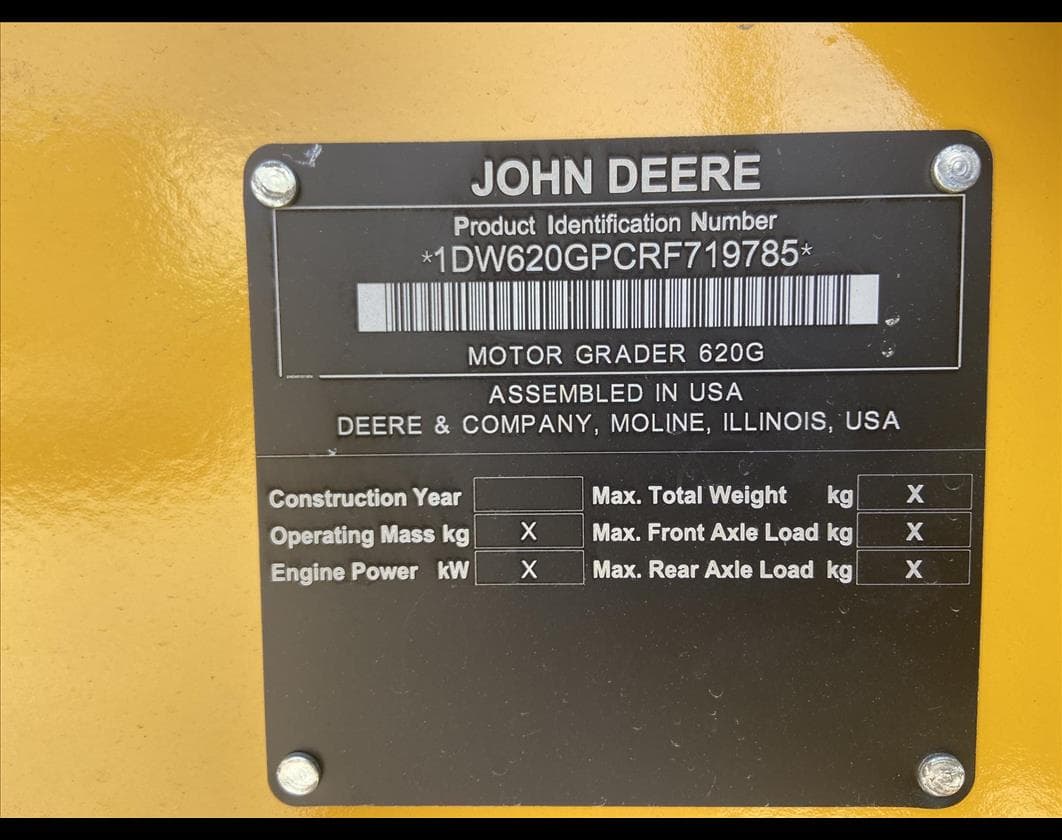 JOHN DEERE
Product Identification Number
*1DW620GPCRF719785*
MOTOR GRADER 620G
ASSEMBLED IN USA
DEERE & COMPANY, MOLINE, ILLINOIS, USA
Construction Year Max. Total Weight kg X
Operating Mass kg X Max. Front Axle Load kg X
Engine Power kW X Max. Rear Axle Load kg X